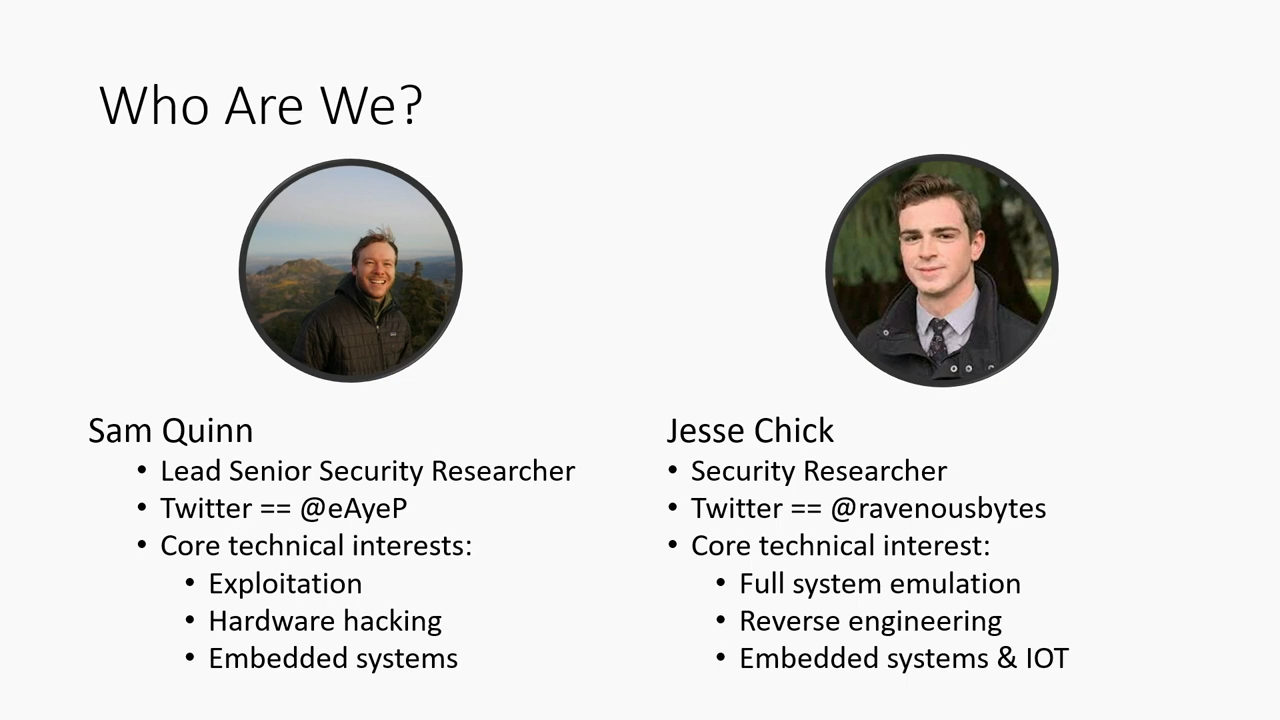 Who Are We?
Sam Quinn
• Lead Senior Security Researcher
• Twitter == @eAyeP
• Core technical interests:
• Exploitation
• Hardware hacking
• Embedded systems
Jesse Chick
• Security Researcher
• Twitter == @ravenousbytes
• Core technical interest:
• Full system emulation
• Reverse engineering
• Embedded systems & IOT